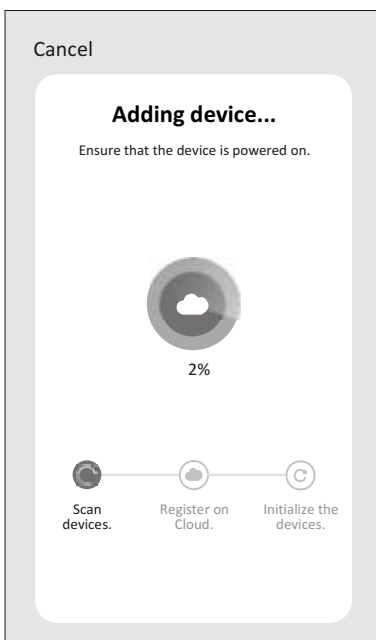 Cancel
Adding device...
Ensure that the device is powered on.
2%
Scan
devices.
Register on
Cloud.
Initialize the
devices.